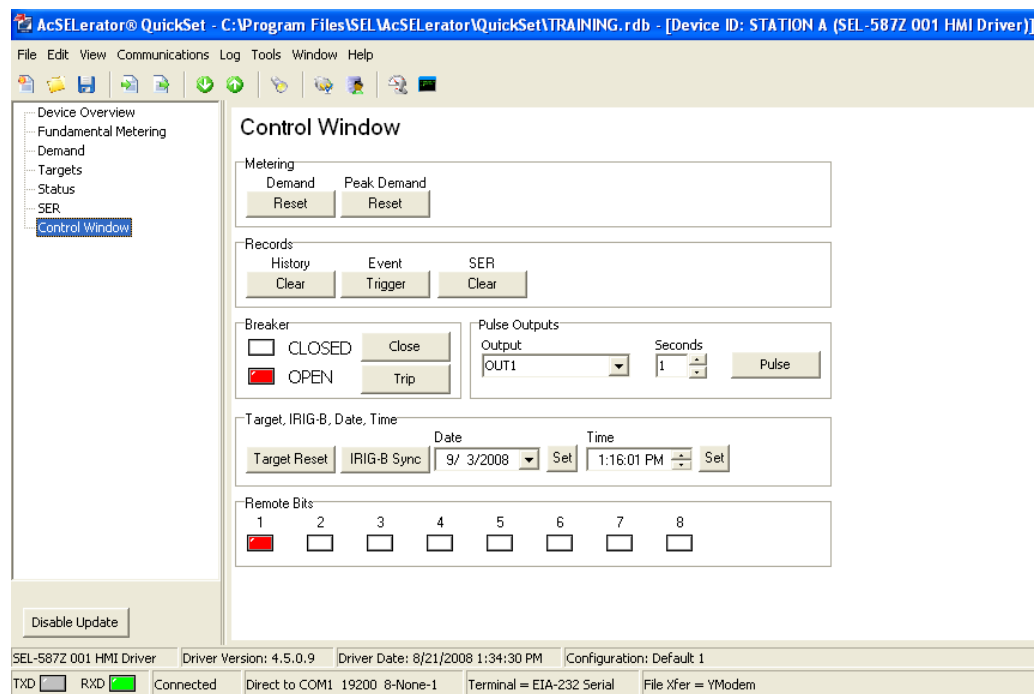 AcSELerator® QuickSet - C:\Program Files\SEL\AcSELerator\QuickSet\TRAINING.rdb - [Device ID: STATION A (SEL-587Z 001 HMI Driver)]
File Edit View Communications Log Tools Window Help
Device Overview
Fundamental Metering
Demand
Targets
Status
SER
Control Window
Control Window
Metering
Demand Peak Demand
Reset Reset
Records
History Event SER
Clear Trigger Clear
Breaker
CLOSED Close
OPEN Trip
Pulse Outputs
Output Seconds
OUT1 1 Pulse
Target, IRIG-B, Date, Time
Date Time
Target Reset IRIG-B Sync 9/ 3/2008 Set 1:16:01 PM Set
Remote Bits
1 2 3 4 5 6 7 8
Disable Update
SEL-587Z 001 HMI Driver Driver Version: 4.5.0.9 Driver Date: 8/21/2008 1:34:30 PM Configuration: Default 1
TXD RXD Connected Direct to COM1 19200 8-None-1 Terminal = EIA-232 Serial File Xfer = YModem